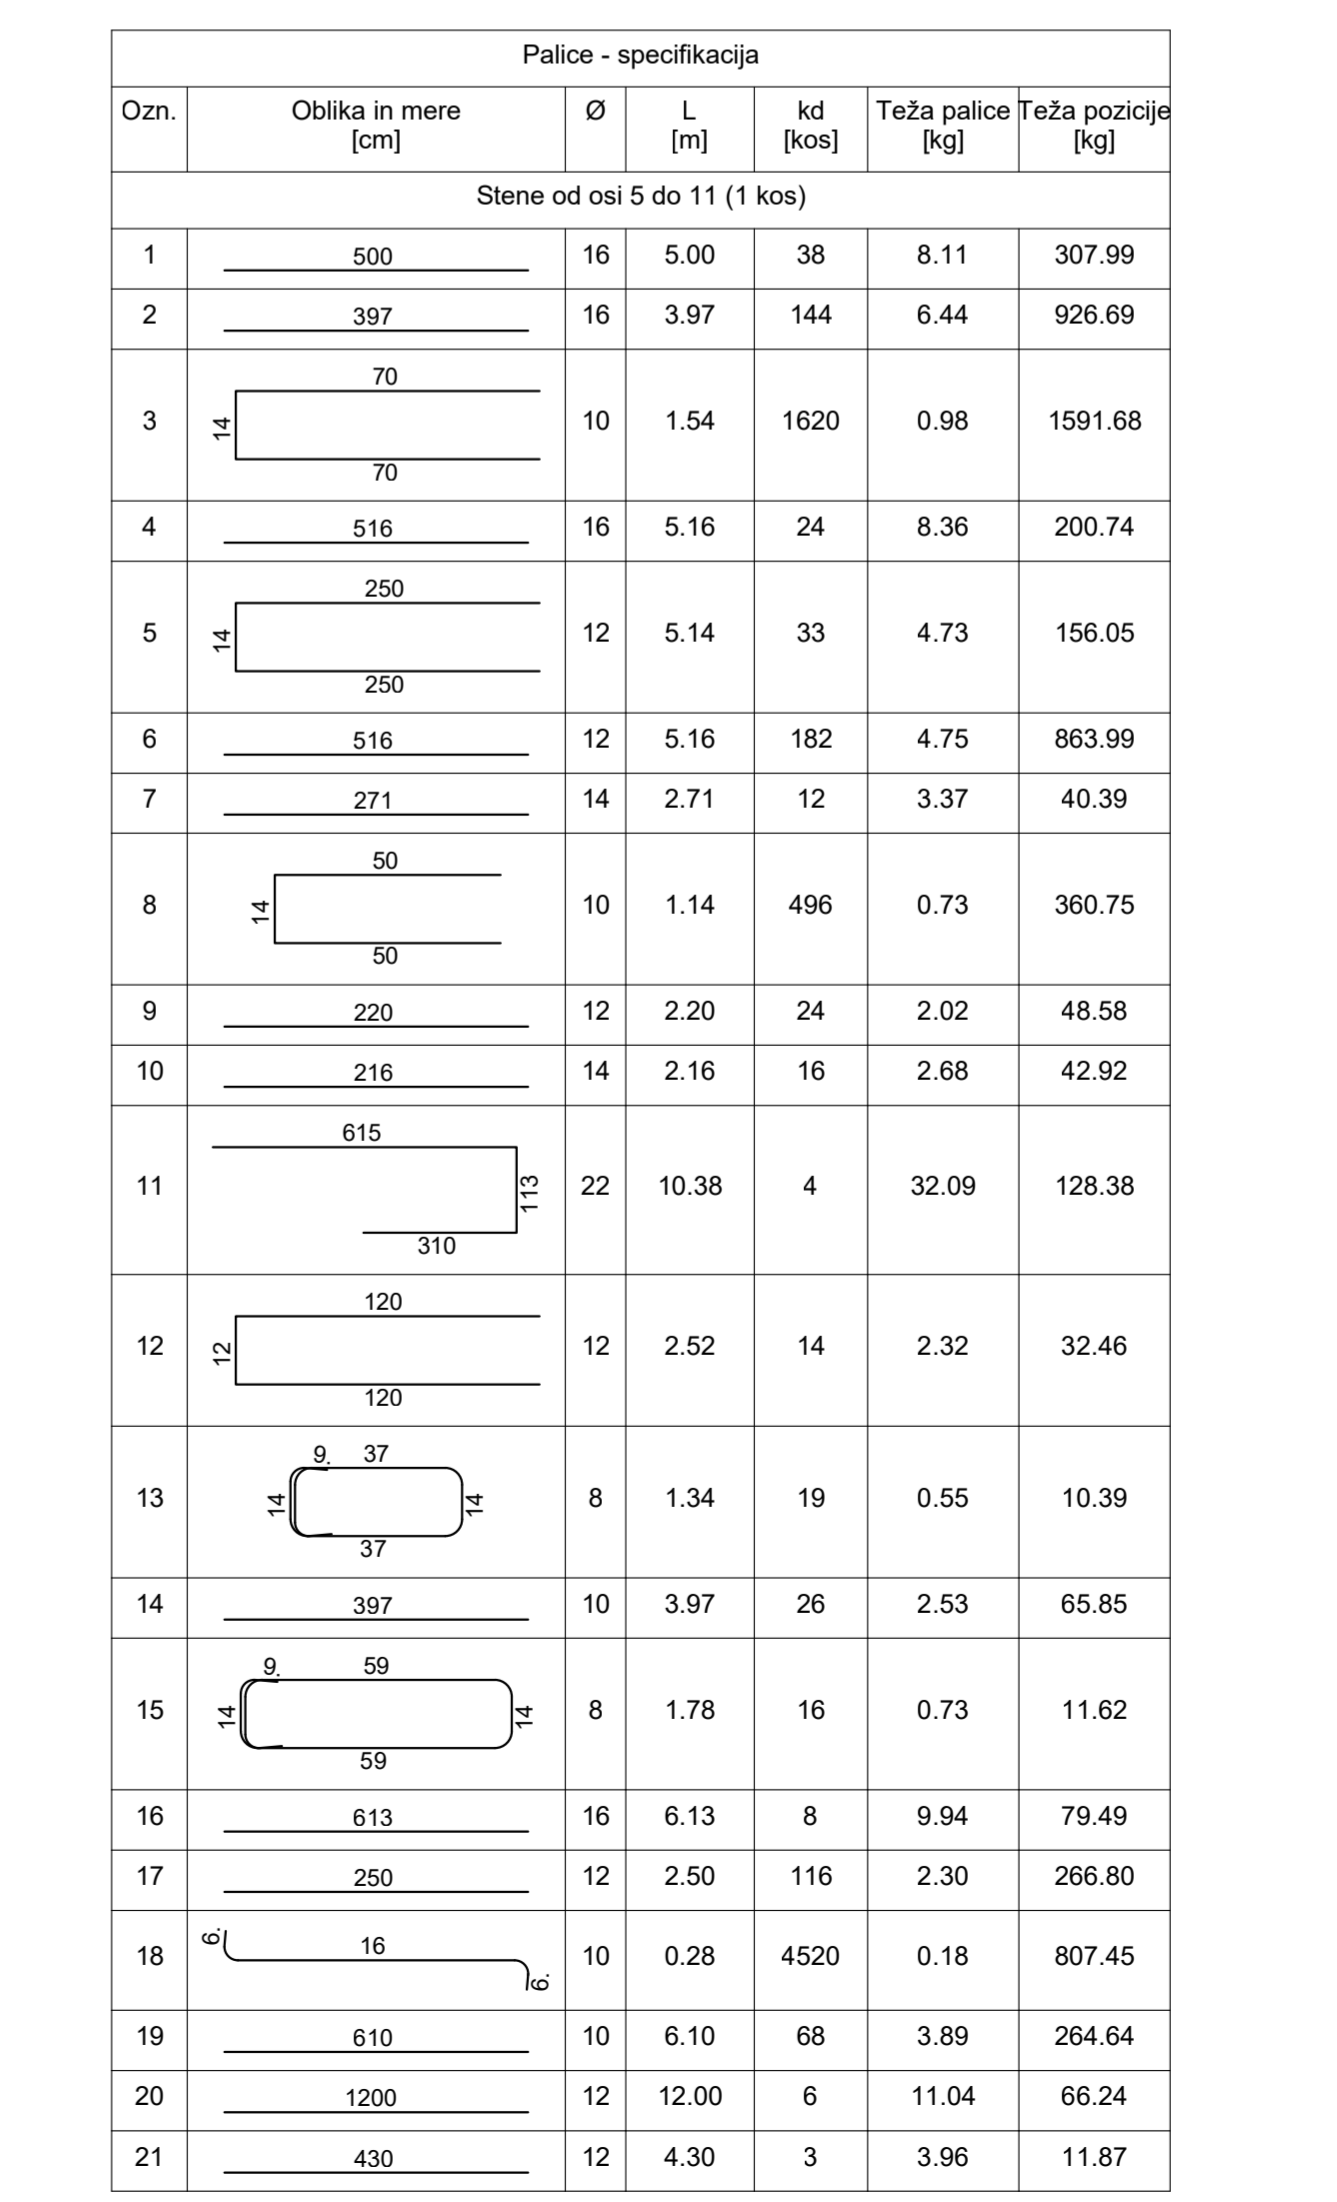 Palice - specifikacija
Ozn. Oblika in mere [cm] Ø L [m] kd [kos] Teža palice [kg] Teža pozicije [kg]
Stene od osi 5 do 11 (1 kos)
1 500 16 5.00 38 8.11 307.99
2 397 16 3.97 144 6.44 926.69
70
3 14 10 1.54 1620 0.98 1591.68
70
4 516 16 5.16 24 8.36 200.74
250
5 14 12 5.14 33 4.73 156.05
250
6 516 12 5.16 182 4.75 863.99
7 271 14 2.71 12 3.37 40.39
50
8 14 10 1.14 496 0.73 360.75
50
9 220 12 2.20 24 2.02 48.58
10 216 14 2.16 16 2.68 42.92
615
11 113 22 10.38 4 32.09 128.38
310
120
12 12 12 2.52 14 2.32 32.46
120
9. 37
13 14 14 8 1.34 19 0.55 10.39
37
14 397 10 3.97 26 2.53 65.85
9. 59
15 14 14 8 1.78 16 0.73 11.62
59
16 613 16 6.13 8 9.94 79.49
17 250 12 2.50 116 2.30 266.80
18 6. 16 6. 10 0.28 4520 0.18 807.45
19 610 10 6.10 68 3.89 264.64
20 1200 12 12.00 6 11.04 66.24
21 430 12 4.30 3 3.96 11.87